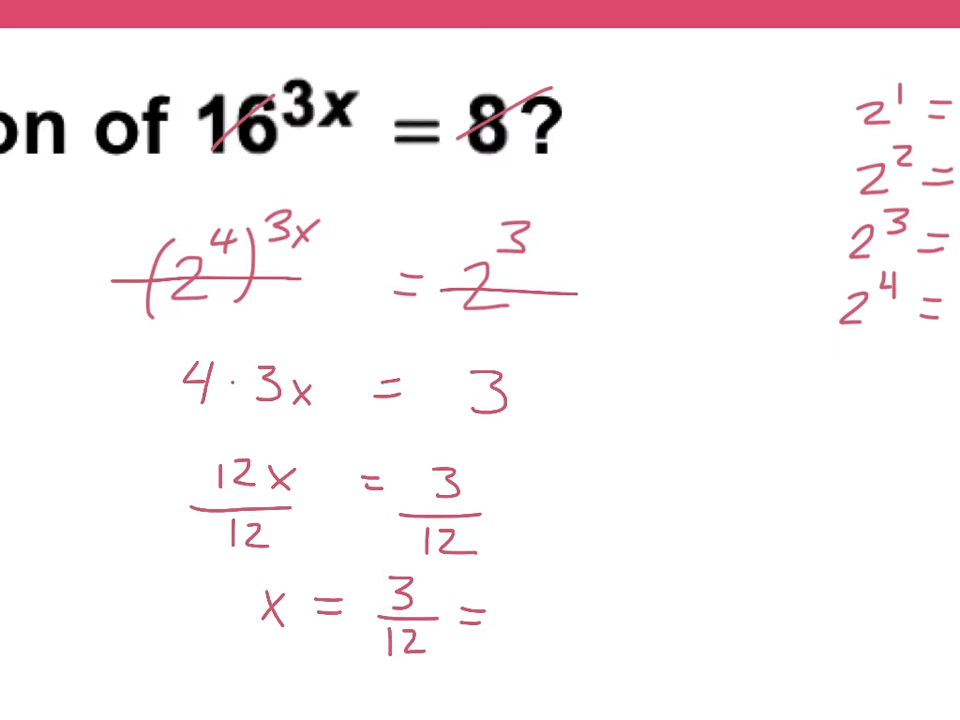 on of 16^{3x} = 8?
(2^4)^{3x} = 2^3
4 · 3x = 3
12x/12 = 3/12
x = 3/12 =
2^1 =
2^2 =
2^3 =
2^4 =